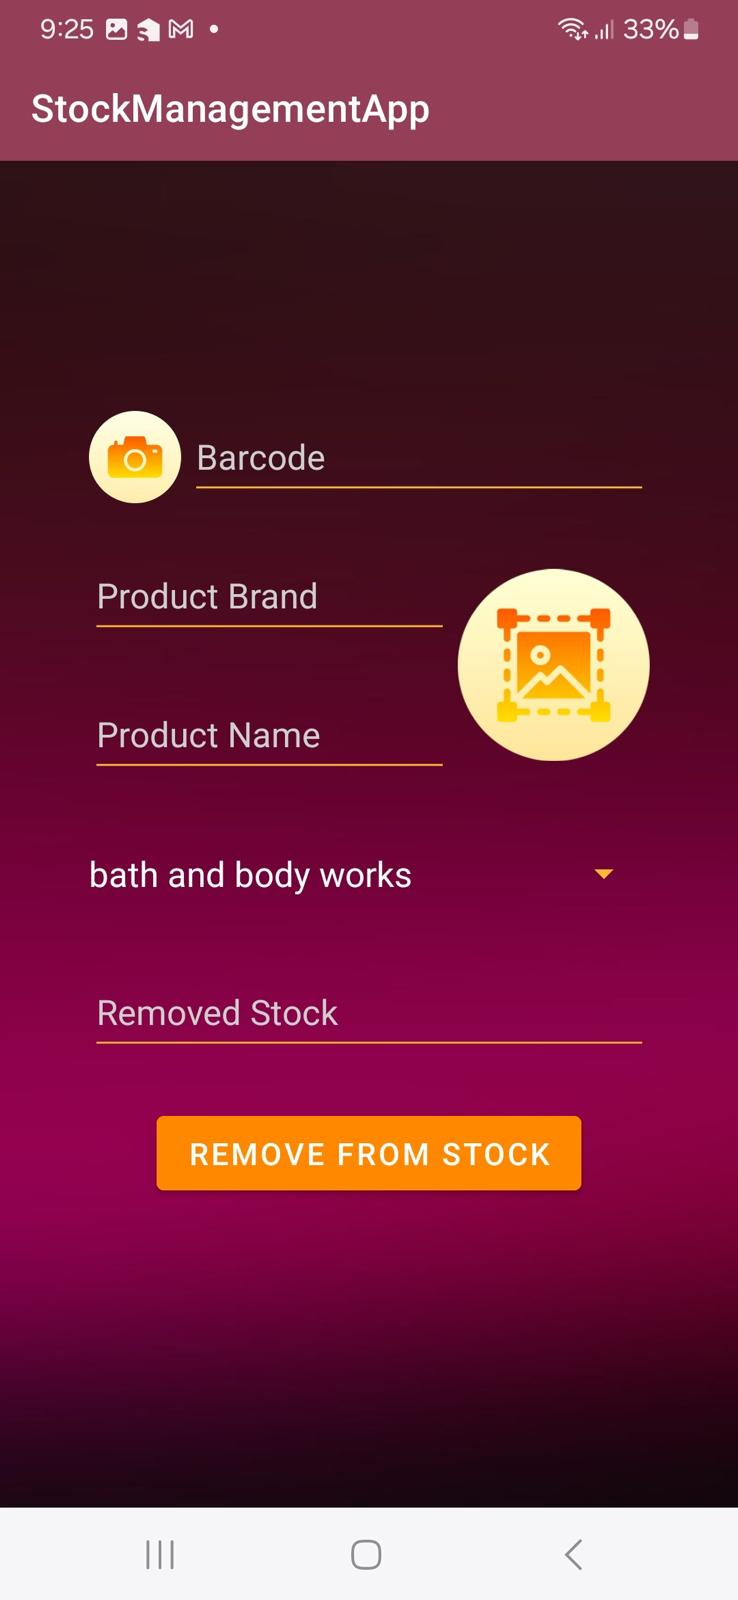 9:25 33%
StockManagementApp
Barcode
Product Brand
Product Name
bath and body works
Removed Stock
REMOVE FROM STOCK